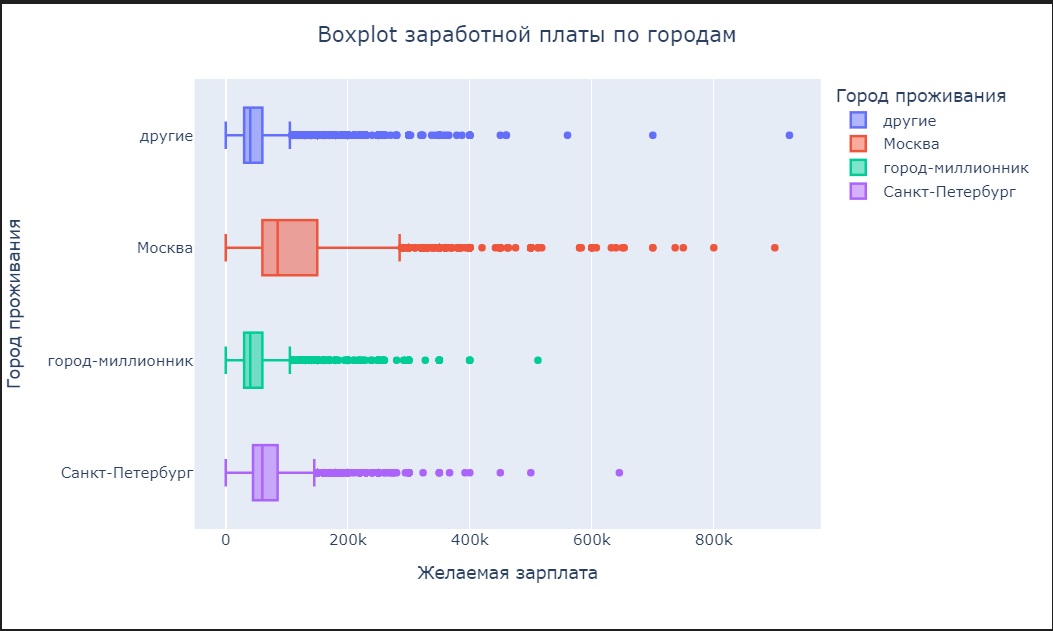 Boxplot заработной платы по городам
Город проживания
другие
Москва
город-миллионник
Санкт-Петербург
0 200k 400k 600k 800k
Желаемая зарплата
Город проживания
другие
Москва
город-миллионник
Санкт-Петербург